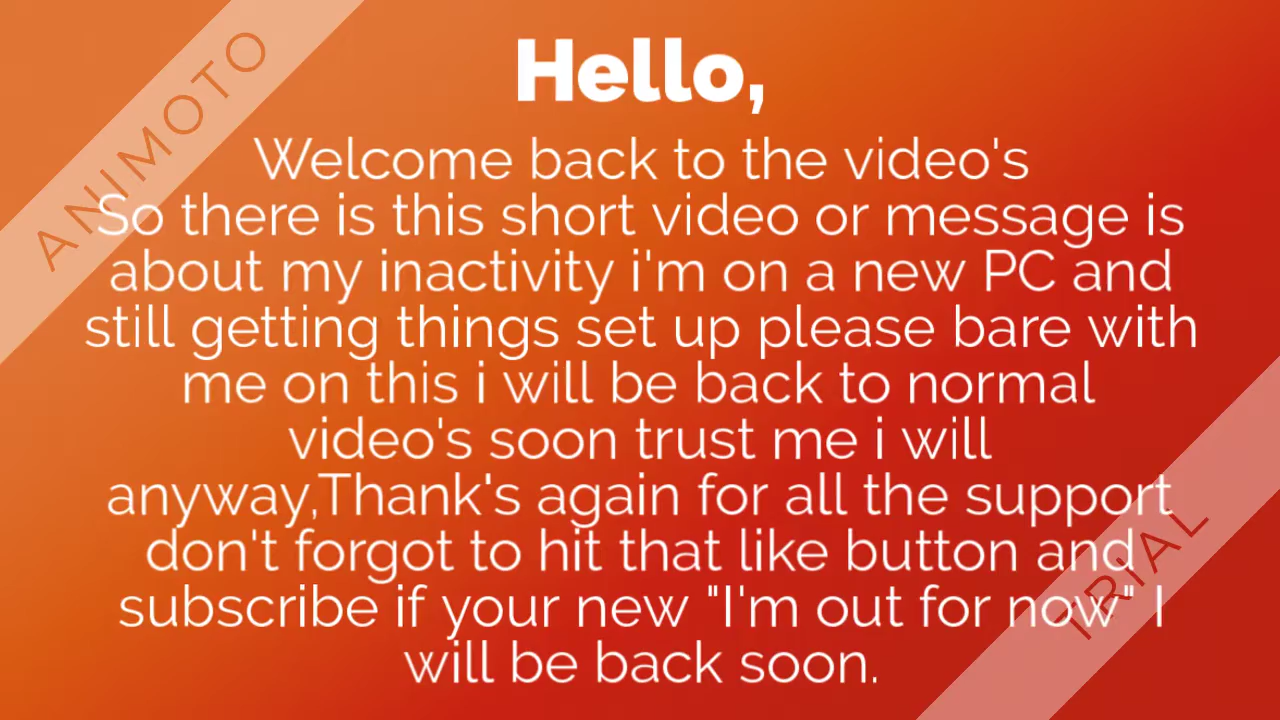 Hello,
Welcome back to the video's
So there is this short video or message is
about my inactivity i'm on a new PC and
still getting things set up please bare with
me on this i will be back to normal
video's soon trust me i will
anyway,Thank's again for all the support
don't forgot to hit that like button and
subscribe if your new "I'm out for now" I
will be back soon.
ANIMOTO
TRIAL